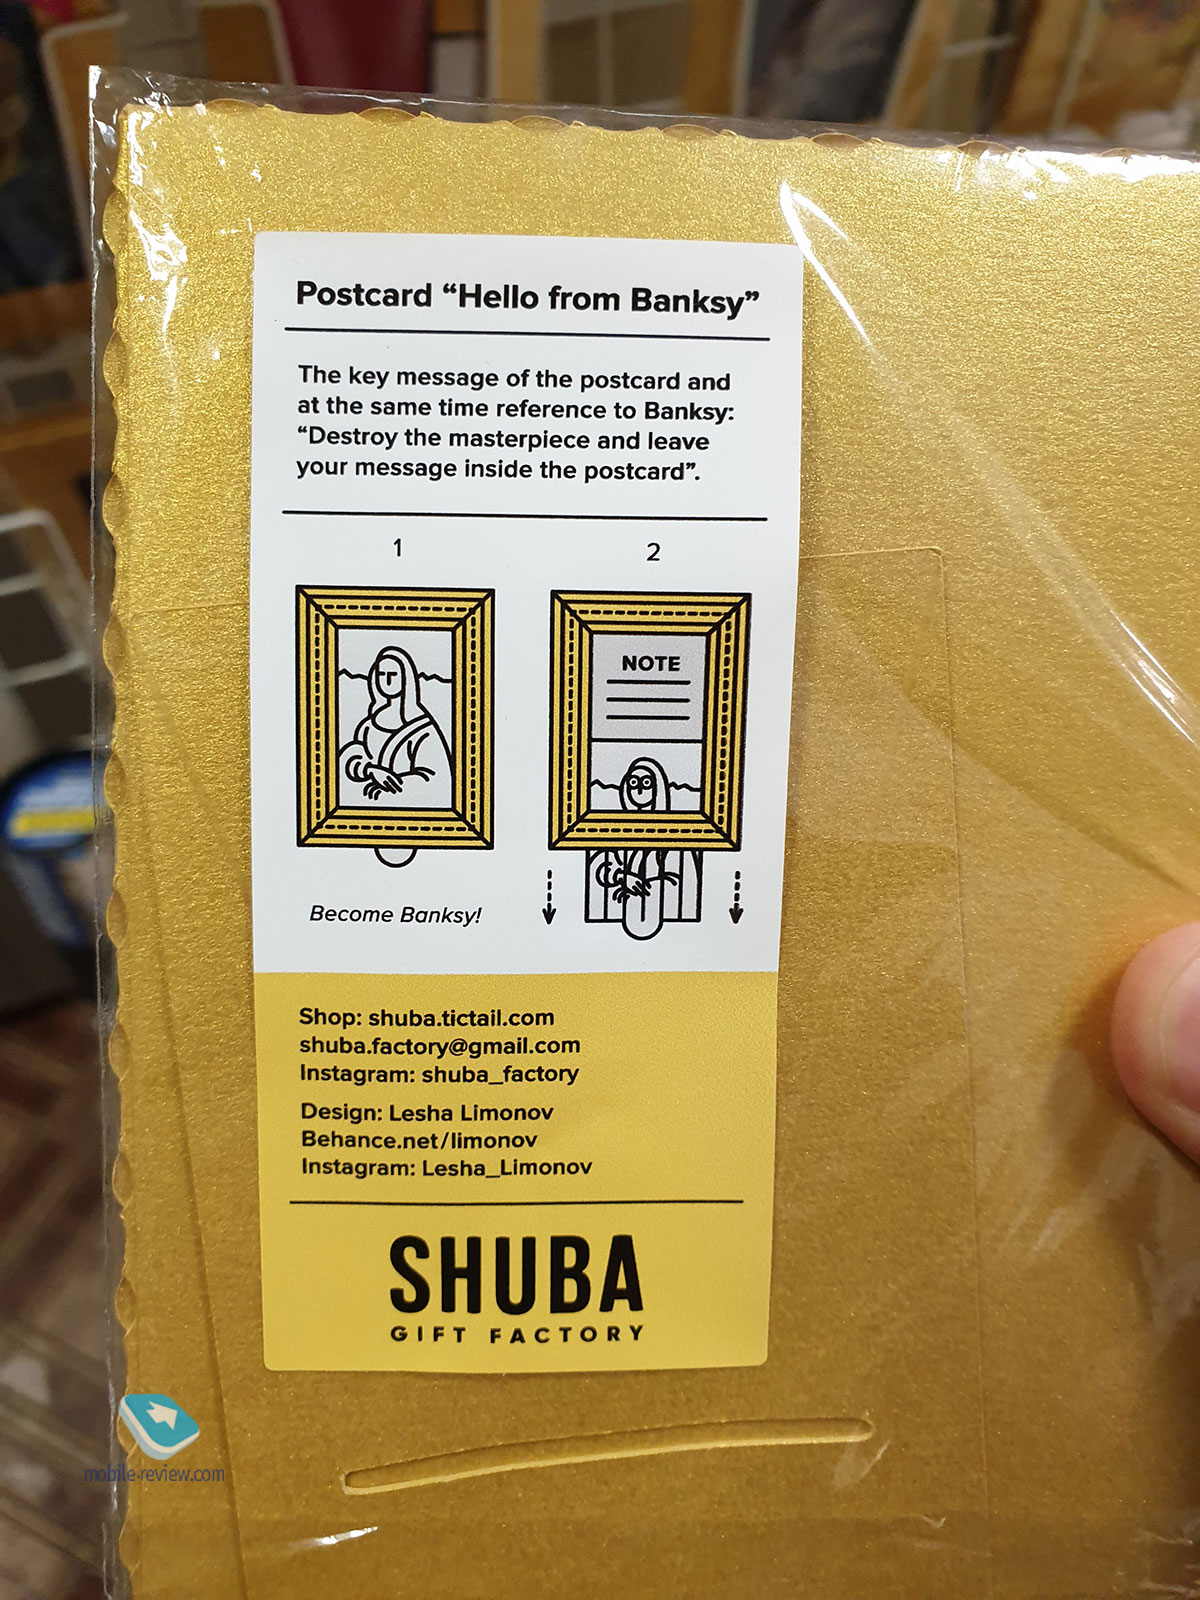 Postcard “Hello from Banksy”
The key message of the postcard and
at the same time reference to Banksy:
“Destroy the masterpiece and leave
your message inside the postcard”.
1
2
NOTE
Become Banksy!
Shop: shuba.tictail.com
shuba.factory@gmail.com
Instagram: shuba_factory
Design: Lesha Limonov
Behance.net/limonov
Instagram: Lesha_Limonov
SHUBA
GIFT FACTORY
mobile-review.com